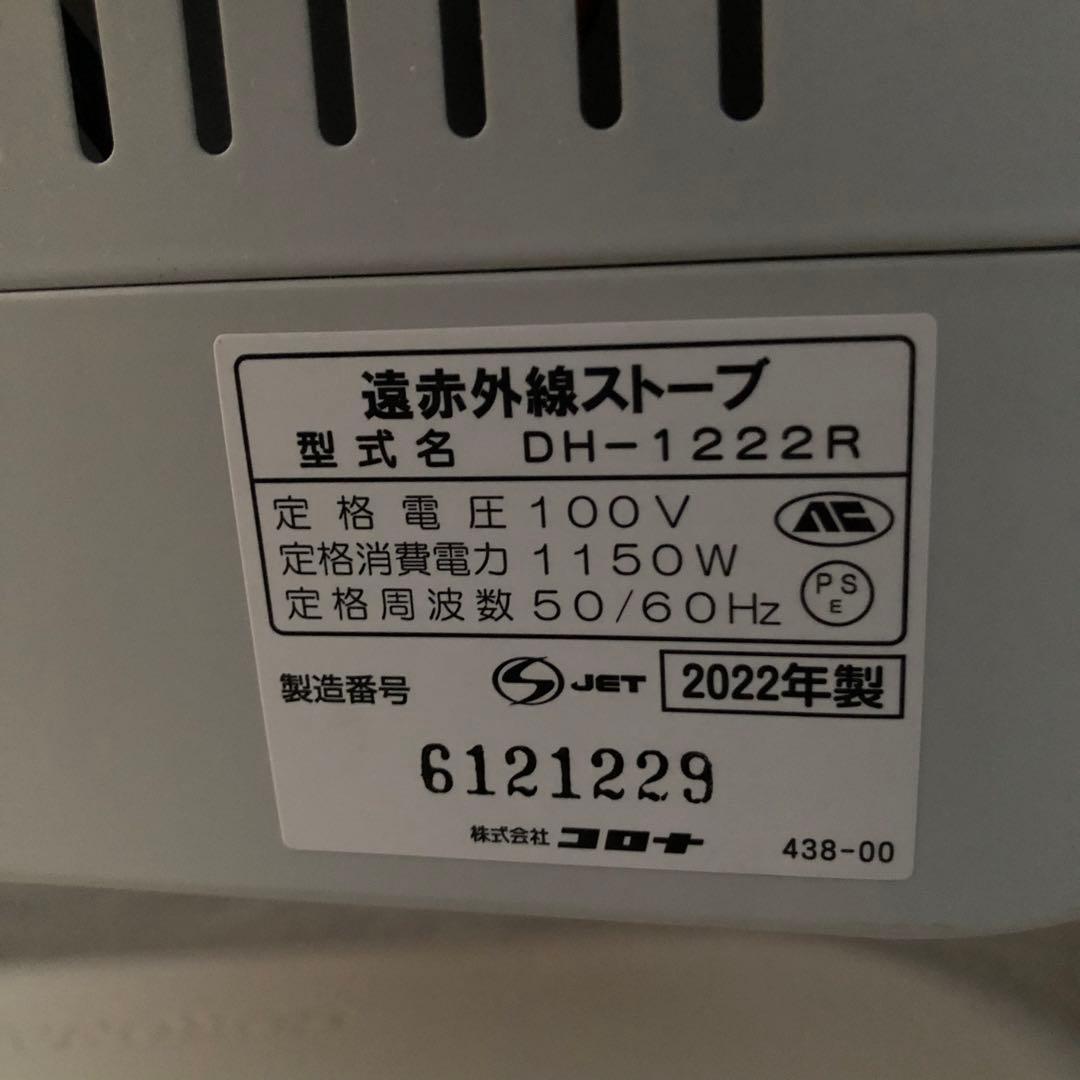 遠赤外線ストーブ
型式名 DH-1222R
定格電圧 100V
定格消費電力 1150W
定格周波数 50/60Hz
PSE
製造番号 S JET 2022年製
6121229
株式会社 コロナ 438-00